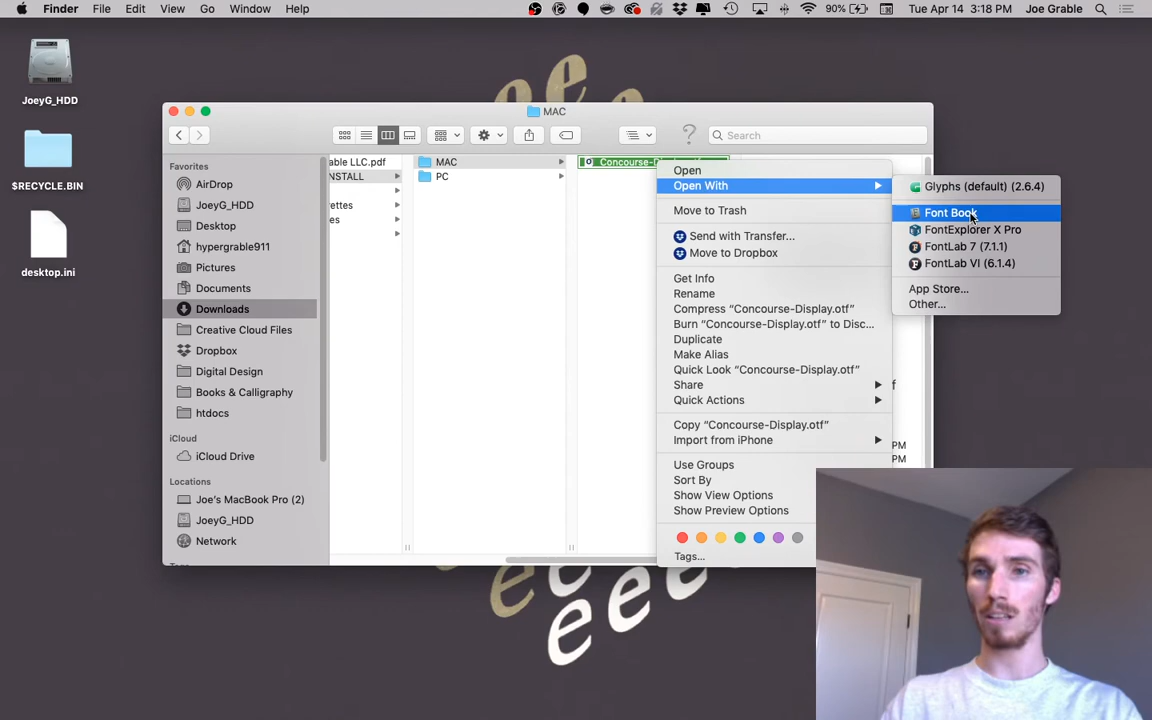 Finder File Edit View Go Window Help 90% Tue Apr 14 3:18 PM Joe Grable
JoeyG_HDD
$RECYCLE.BIN
desktop.ini
MAC
Search
Favorites
AirDrop
JoeyG_HDD
Desktop
hypergrable911
Pictures
Documents
Downloads
Creative Cloud Files
Dropbox
Digital Design
Books & Calligraphy
htdocs
iCloud
iCloud Drive
Locations
Joe's MacBook Pro (2)
JoeyG_HDD
Network
able LLC.pdf
NSTALL
rettes
es
MAC
PC
Concourse-Display.otf
Open
Open With
Move to Trash
Send with Transfer...
Move to Dropbox
Get Info
Rename
Compress “Concourse-Display.otf”
Burn “Concourse-Display.otf” to Disc...
Duplicate
Make Alias
Quick Look “Concourse-Display.otf”
Share
Quick Actions
Copy “Concourse-Display.otf”
Import from iPhone
Use Groups
Sort By
Show View Options
Show Preview Options
Tags...
Glyphs (default) (2.6.4)
Font Book
FontExplorer X Pro
FontLab 7 (7.1.1)
FontLab VI (6.1.4)
App Store...
Other...
f
PM
PM
e e e e
e e e e
e e e